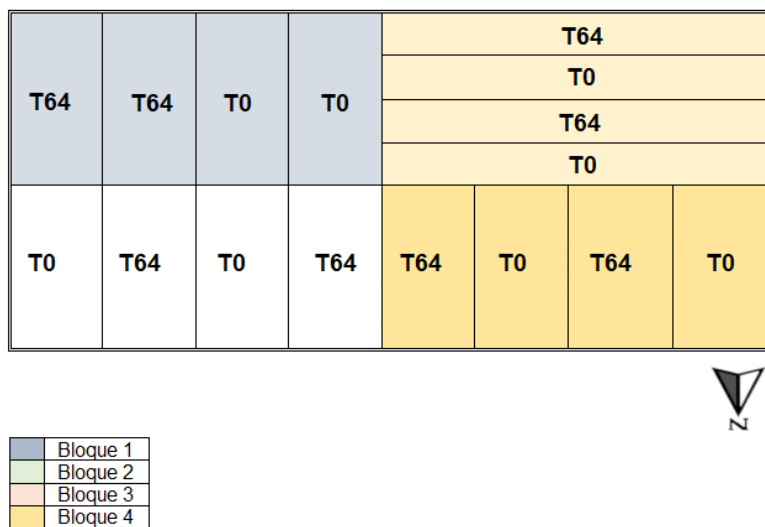 T64
T0
T64
T0
T64 T64 T0 T0
T0 T64 T0 T64 T64 T0 T64 T0
N
Bloque 1
Bloque 2
Bloque 3
Bloque 4